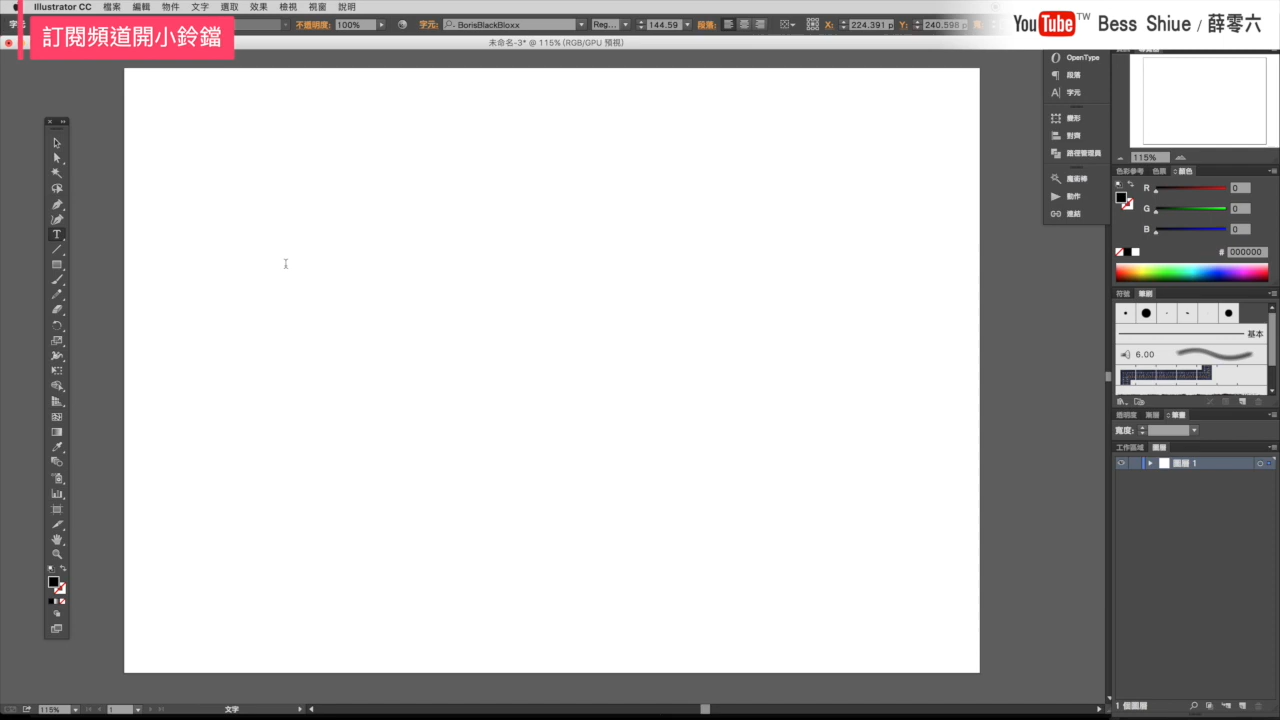 Illustrator CC 檔案 編輯 物件 文字 選取 效果 檢視 視窗 說明
訂閱頻道開小鈴鐺
不透明度: 100% 字元: BorisBlackBloxx Reg... 144.59 段落: X: 224.391 p Y: 240.598 p
YouTube TW Bess Shiue / 薛零六
未命名-3* @ 115% (RGB/GPU 預視)
OpenType
段落
字元
變形
對齊
路徑管理員
魔術棒
動作
連結
115%
色彩參考 色票 顏色
R 0
G 0
B 0
# 000000
符號 筆刷
基本
6.00
透明度 漸層 筆畫
寬度:
工作區域 圖層
圖層 1
1 個圖層
115% 1 文字